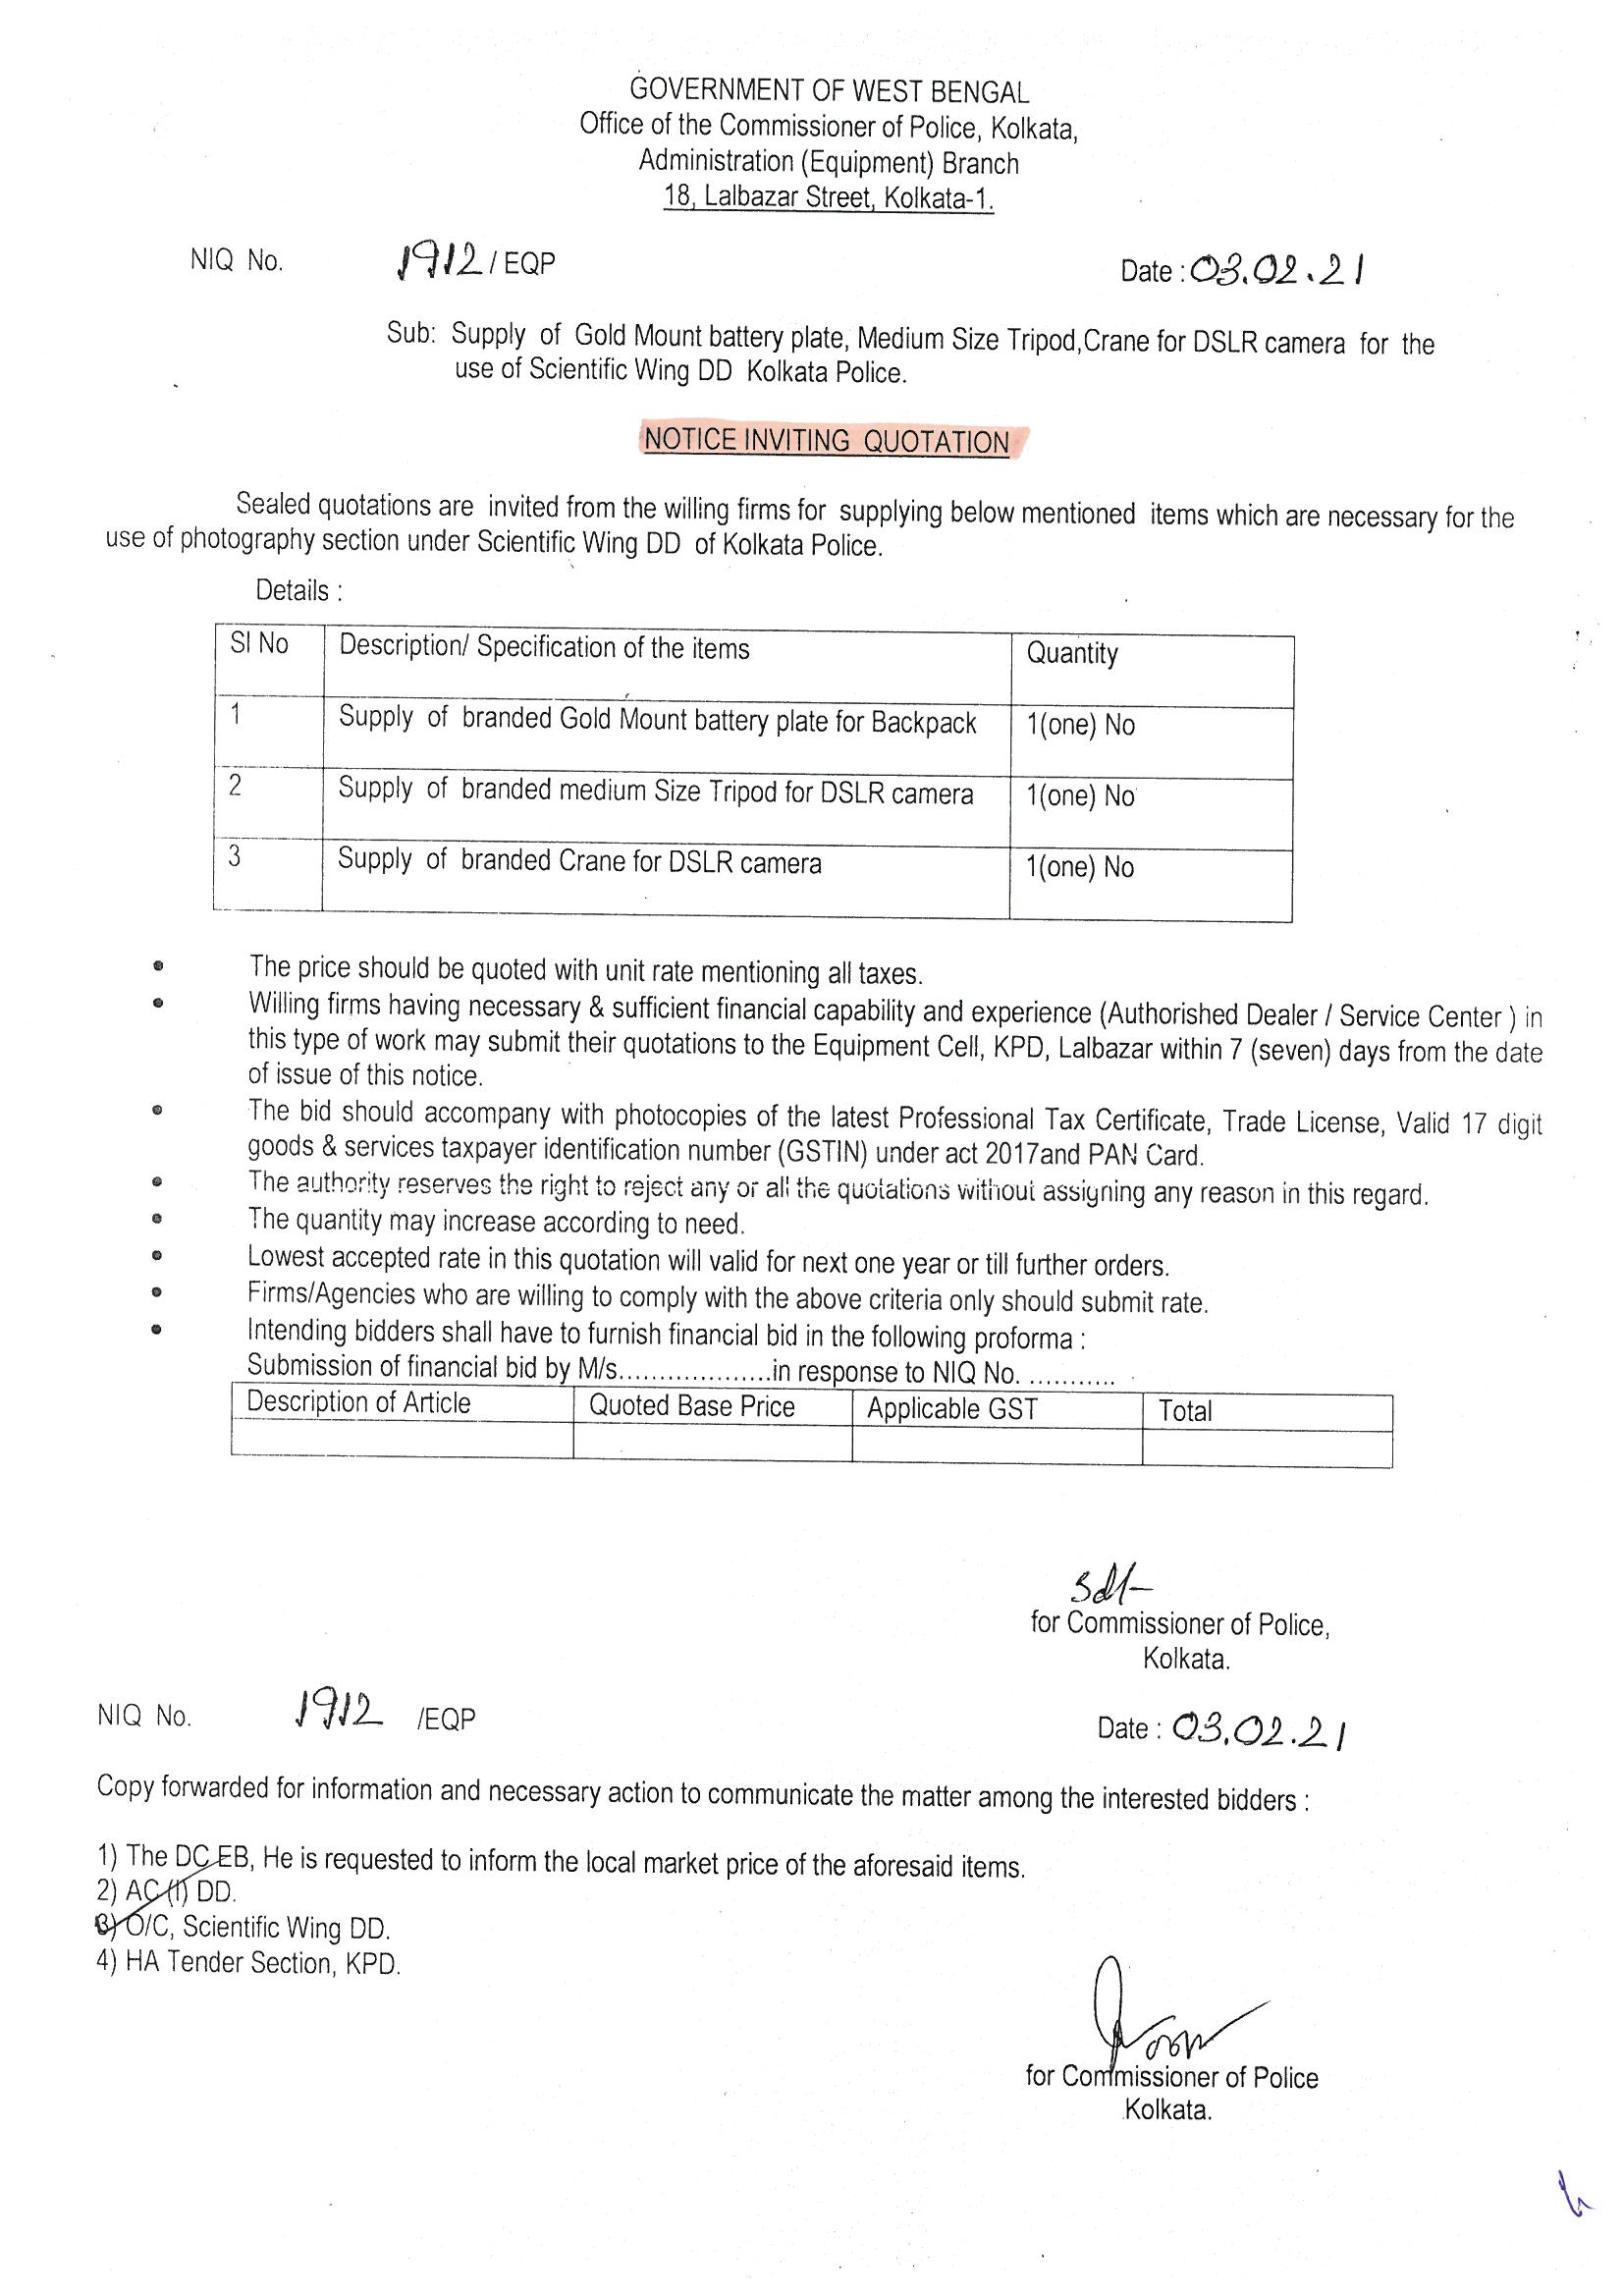 GOVERNMENT OF WEST BENGAL
Office of the Commissioner of Police, Kolkata,
Administration (Equipment) Branch
18, Lalbazar Street, Kolkata-1.
NIQ No. 1912 / EQP Date : 03.02.21
Sub: Supply of Gold Mount battery plate, Medium Size Tripod,Crane for DSLR camera for the
use of Scientific Wing DD Kolkata Police.
NOTICE INVITING QUOTATION
Sealed quotations are invited from the willing firms for supplying below mentioned items which are necessary for the
use of photography section under Scientific Wing DD of Kolkata Police.
Details :
Sl No Description/ Specification of the items Quantity
1 Supply of branded Gold Mount battery plate for Backpack 1(one) No
2 Supply of branded medium Size Tripod for DSLR camera 1(one) No
3 Supply of branded Crane for DSLR camera 1(one) No
• The price should be quoted with unit rate mentioning all taxes.
• Willing firms having necessary & sufficient financial capability and experience (Authorished Dealer / Service Center ) in
this type of work may submit their quotations to the Equipment Cell, KPD, Lalbazar within 7 (seven) days from the date
of issue of this notice.
• The bid should accompany with photocopies of the latest Professional Tax Certificate, Trade License, Valid 17 digit
goods & services taxpayer identification number (GSTIN) under act 2017and PAN Card.
• The authority reserves the right to reject any or all the quotations without assigning any reason in this regard.
• The quantity may increase according to need.
• Lowest accepted rate in this quotation will valid for next one year or till further orders.
• Firms/Agencies who are willing to comply with the above criteria only should submit rate.
• Intending bidders shall have to furnish financial bid in the following proforma :
Submission of financial bid by M/s...................in response to NIQ No. ...........
Description of Article Quoted Base Price Applicable GST Total
Sd/-
for Commissioner of Police,
Kolkata.
NIQ No. 1912 /EQP Date : 03.02.21
Copy forwarded for information and necessary action to communicate the matter among the interested bidders :
1) The DC EB, He is requested to inform the local market price of the aforesaid items.
2) AC (I) DD.
3) O/C, Scientific Wing DD.
4) HA Tender Section, KPD.
for Commissioner of Police
Kolkata.